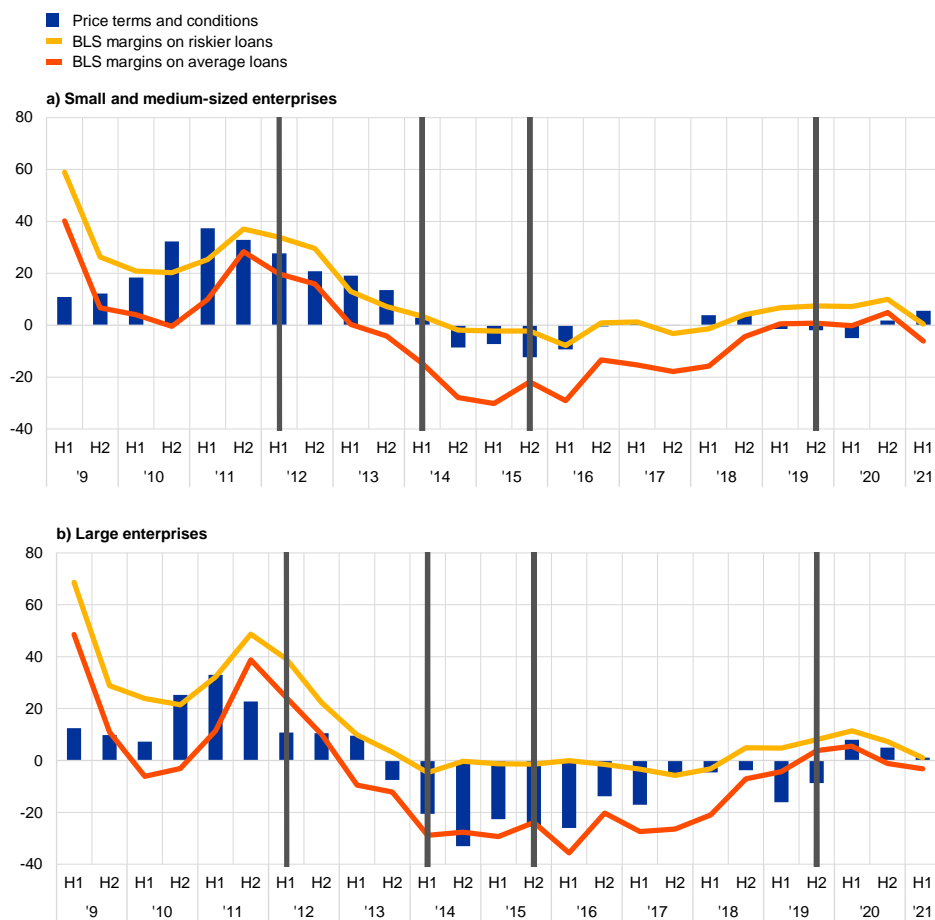 Price terms and conditions
BLS margins on riskier loans
BLS margins on average loans
a) Small and medium-sized enterprises
80
60
40
20
0
-20
-40
H1 H2 H1 H2 H1 H2 H1 H2 H1 H2 H1 H2 H1 H2 H1 H2 H1 H2 H1 H2 H1 H2 H1 H2 H1
'9 '10 '11 '12 '13 '14 '15 '16 '17 '18 '19 '20 '21
b) Large enterprises
80
60
40
20
0
-20
-40
H1 H2 H1 H2 H1 H2 H1 H2 H1 H2 H1 H2 H1 H2 H1 H2 H1 H2 H1 H2 H1 H2 H1 H2 H1
'9 '10 '11 '12 '13 '14 '15 '16 '17 '18 '19 '20 '21